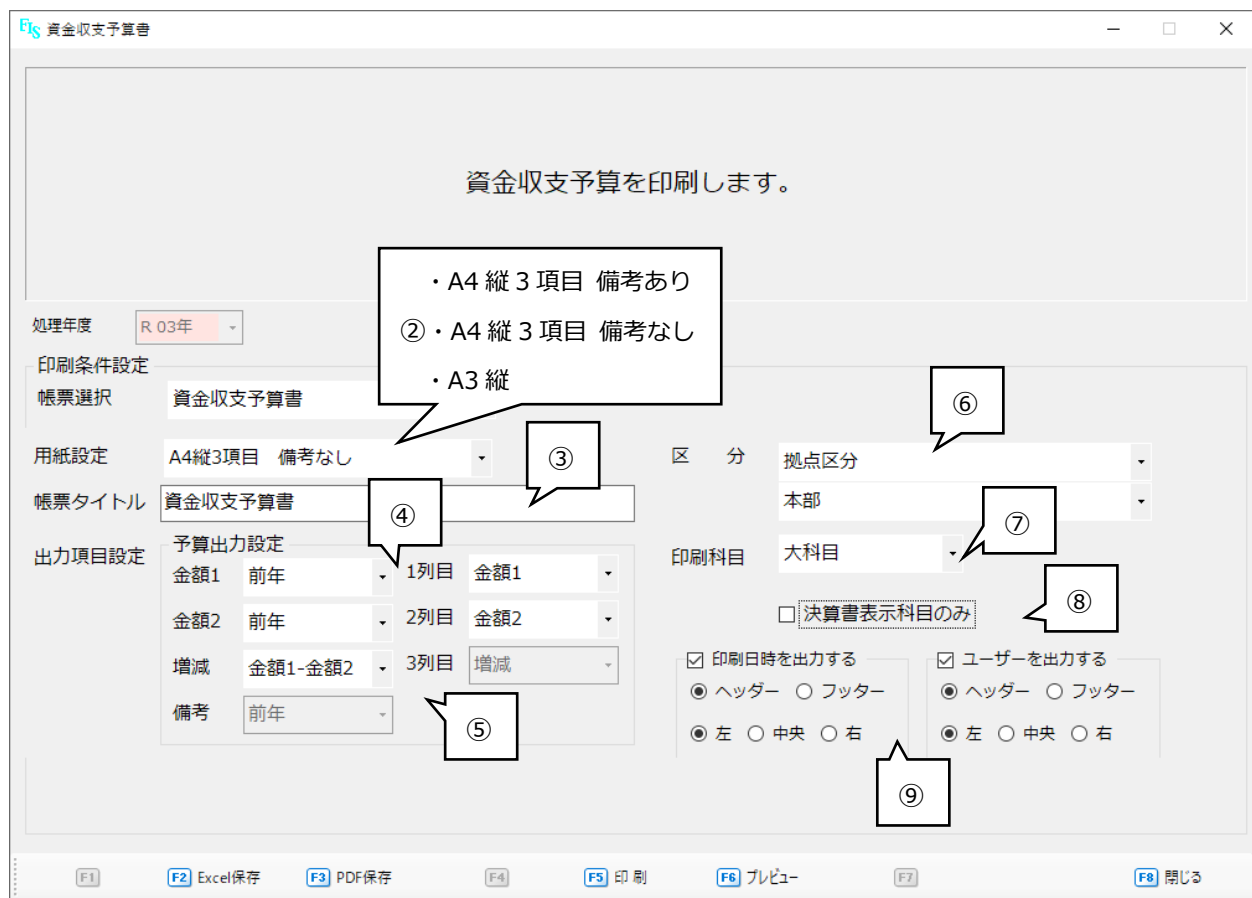 EIS 資金収支予算書
資金収支予算を印刷します。
・A4 縦 3 項目 備考あり
②・A4 縦 3 項目 備考なし
・A3 縦
処理年度 R 03年
印刷条件設定
帳票選択 資金収支予算書
⑥
用紙設定 A4縦3項目 備考なし
③
区 分 拠点区分
帳票タイトル 資金収支予算書
④
本部
⑦
出力項目設定 予算出力設定
金額1 前年 1列目 金額1
印刷科目 大科目
金額2 前年 2列目 金額2
決算書表示科目のみ
⑧
増減 金額1-金額2 3列目 増減
備考 前年
⑤
印刷日時を出力する ユーザーを出力する
ヘッダー フッター ヘッダー フッター
左 中央 右 左 中央 右
⑨
F1 F2 Excel保存 F3 PDF保存 F4 F5 印 刷 F6 プレビュー F7 F8 閉じる